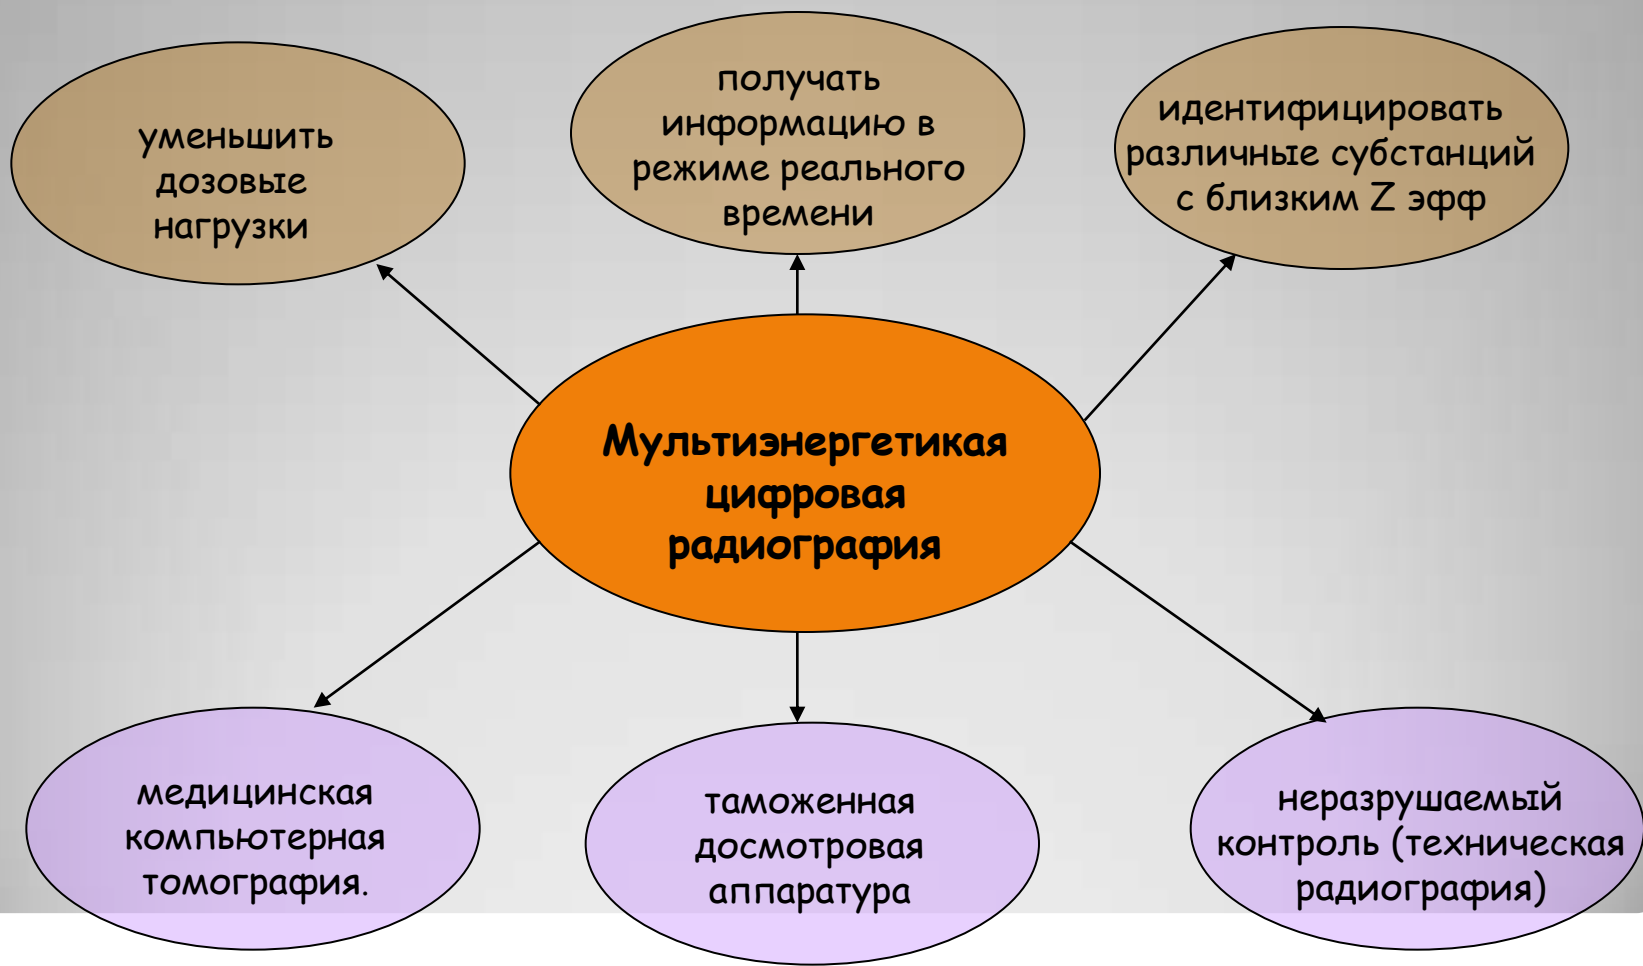 уменьшить
дозовые
нагрузки
получать
информацию в
режиме реального
времени
идентифицировать
различные субстанций
с близким Z эфф
Мультиэнергетикая
цифровая
радиография
медицинская
компьютерная
томография.
таможенная
досмотровая
аппаратура
неразрушаемый
контроль (техническая
радиография)